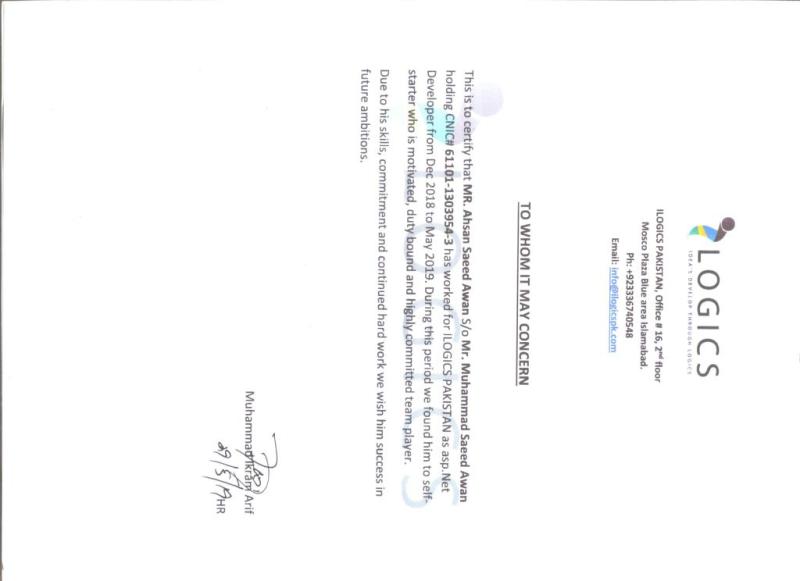 LOGICS
IDEA'S DEVELOP THROUGH LOGICS
ILOGICS PAKISTAN, Office # 16, 2nd floor
Mosco Plaza Blue area Islamabad.
Ph: +923336740548
Email: info@ilogicspk.com
TO WHOM IT MAY CONCERN
This is to certify that MR. Ahsan Saeed Awan S/o Mr. Muhammad Saeed Awan
holding CNIC# 61101-1303954-3 has worked for ILOGICS PAKISTAN as asp.Net
Developer from Dec 2018 to May 2019. During this period we found him to self-
starter who is motivated, duty bound and highly committed team player.
Due to his skills, commitment and continued hard work we wish him success in
future ambitions.
Muhammad Ikram Arif
HR
29/5/19